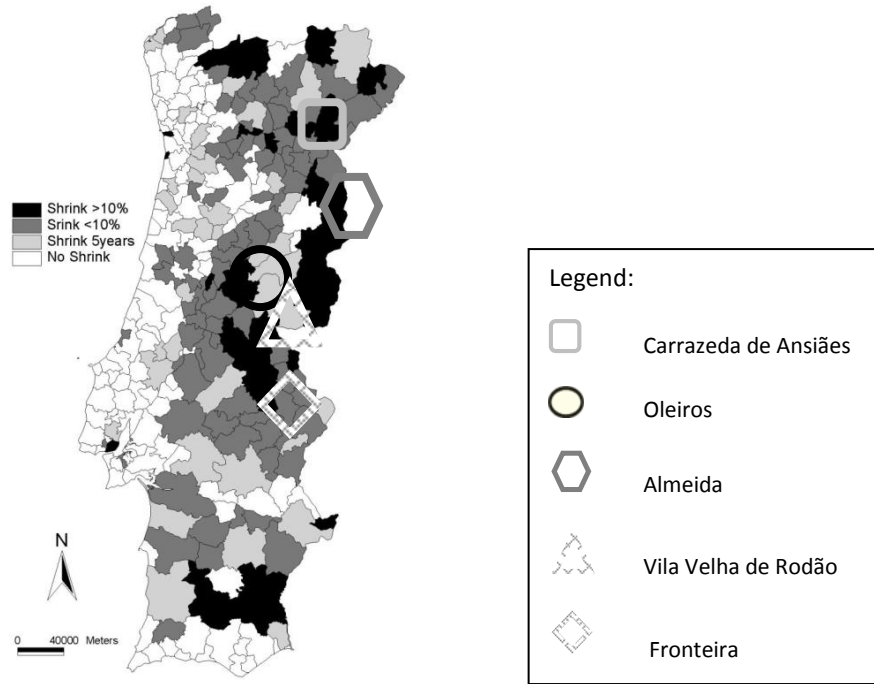 Shrink >10%
Srink <10%
Shrink 5years
No Shrink
N
0 40000 Meters
Legend:
Carrazeda de Ansiães
Oleiros
Almeida
Vila Velha de Rodão
Fronteira